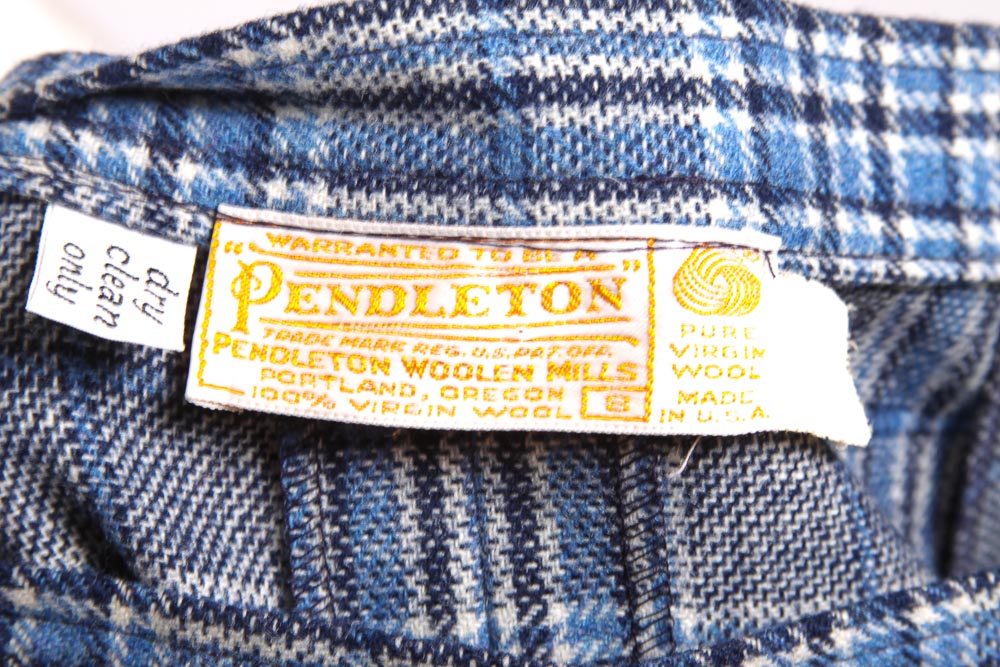 dry
clean
only
WARRANTED TO BE A
"PENDLETON"
TRADE MARK REG. U.S. PAT. OFF.
PENDLETON WOOLEN MILLS
PORTLAND, OREGON
100% VIRGIN WOOL 8
PURE
VIRGIN
WOOL
MADE
IN U.S.A.